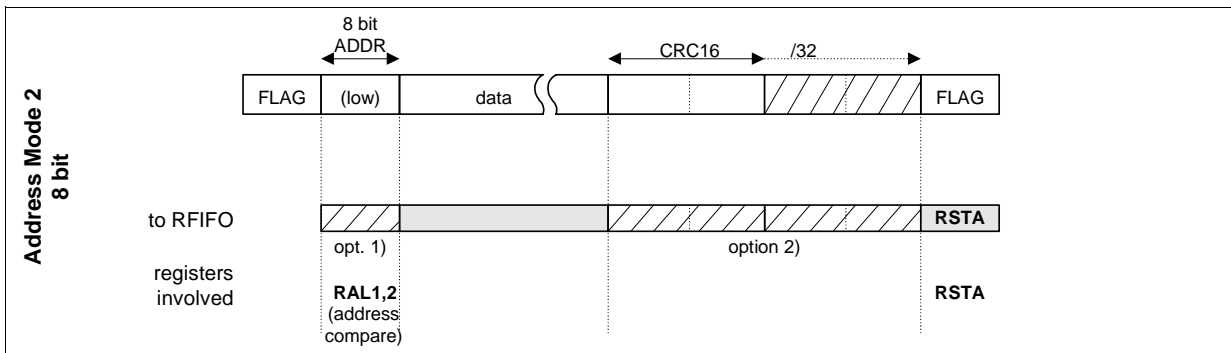 8 bit
ADDR
CRC16 /32
Address Mode 2
8 bit
FLAG (low) data FLAG
to RFIFO RSTA
opt. 1) option 2)
registers
involved
RAL1,2 RSTA
(address
compare)